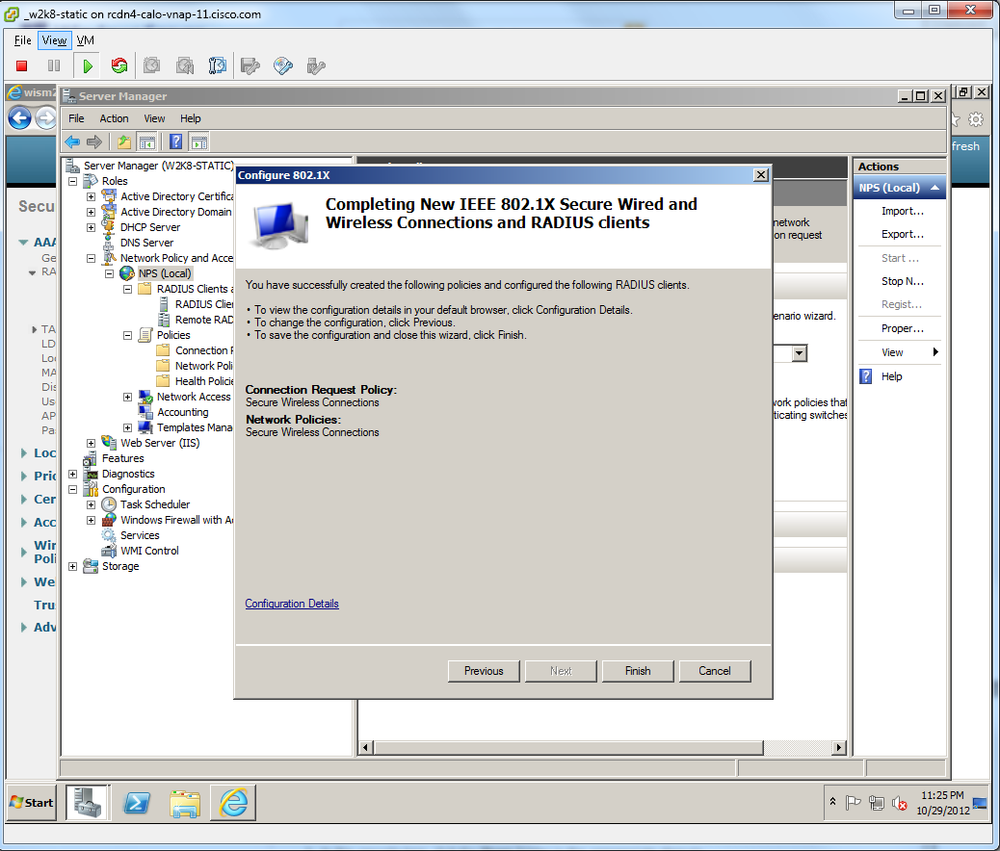 _w2k8-static on rcdn4-calo-vnap-11.cisco.com
File View VM
wism2
Server Manager
File Action View Help
fresh
Secu
AAA
Ge
RA
TA
LD
Loc
MA
Dis
Us
AP
Pa
Loc
Prio
Cer
Acc
Wir
Poli
We
Tru
Adv
Server Manager (W2K8-STATIC)
Roles
Active Directory Certifica
Active Directory Domain
DHCP Server
DNS Server
Network Policy and Acce
NPS (Local)
RADIUS Clients a
RADIUS Clie
Remote RAD
Policies
Connection R
Network Poli
Health Policie
Network Access
Accounting
Templates Mana
Web Server (IIS)
Features
Diagnostics
Configuration
Task Scheduler
Windows Firewall with Ad
Services
WMI Control
Storage
Configure 802.1X
Completing New IEEE 802.1X Secure Wired and
Wireless Connections and RADIUS clients
You have successfully created the following policies and configured the following RADIUS clients.
• To view the configuration details in your default browser, click Configuration Details.
• To change the configuration, click Previous.
• To save the configuration and close this wizard, click Finish.
Connection Request Policy:
Secure Wireless Connections
Network Policies:
Secure Wireless Connections
Configuration Details
Previous Next Finish Cancel
network
on request
enario wizard.
work policies that
ticating switches
Actions
NPS (Local)
Import...
Export...
Start ...
Stop N...
Regist...
Proper...
View
Help
Start
11:25 PM
10/29/2012